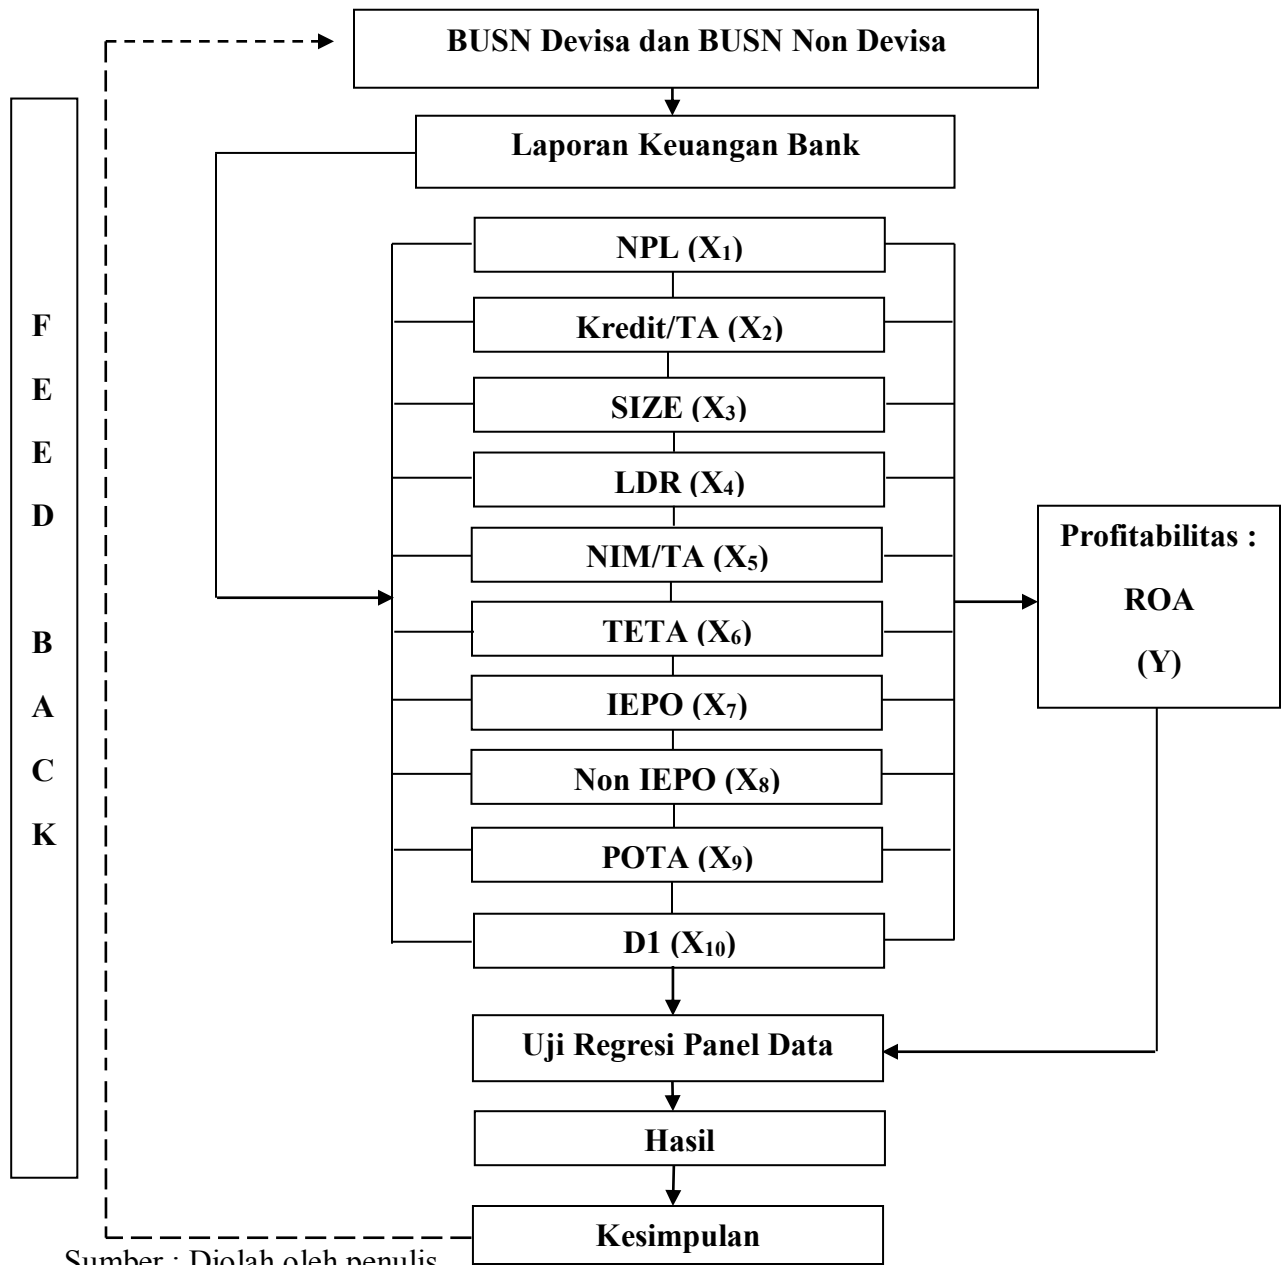 BUSN Devisa dan BUSN Non Devisa
Laporan Keuangan Bank
F
E
E
D
B
A
C
K
NPL (X₁)
Kredit/TA (X₂)
SIZE (X₃)
LDR (X₄)
NIM/TA (X₅)
TETA (X₆)
IEPO (X₇)
Non IEPO (X₈)
POTA (X₉)
D1 (X₁₀)
Profitabilitas :
ROA
(Y)
Uji Regresi Panel Data
Hasil
Kesimpulan
Sumber : Diolah oleh penulis